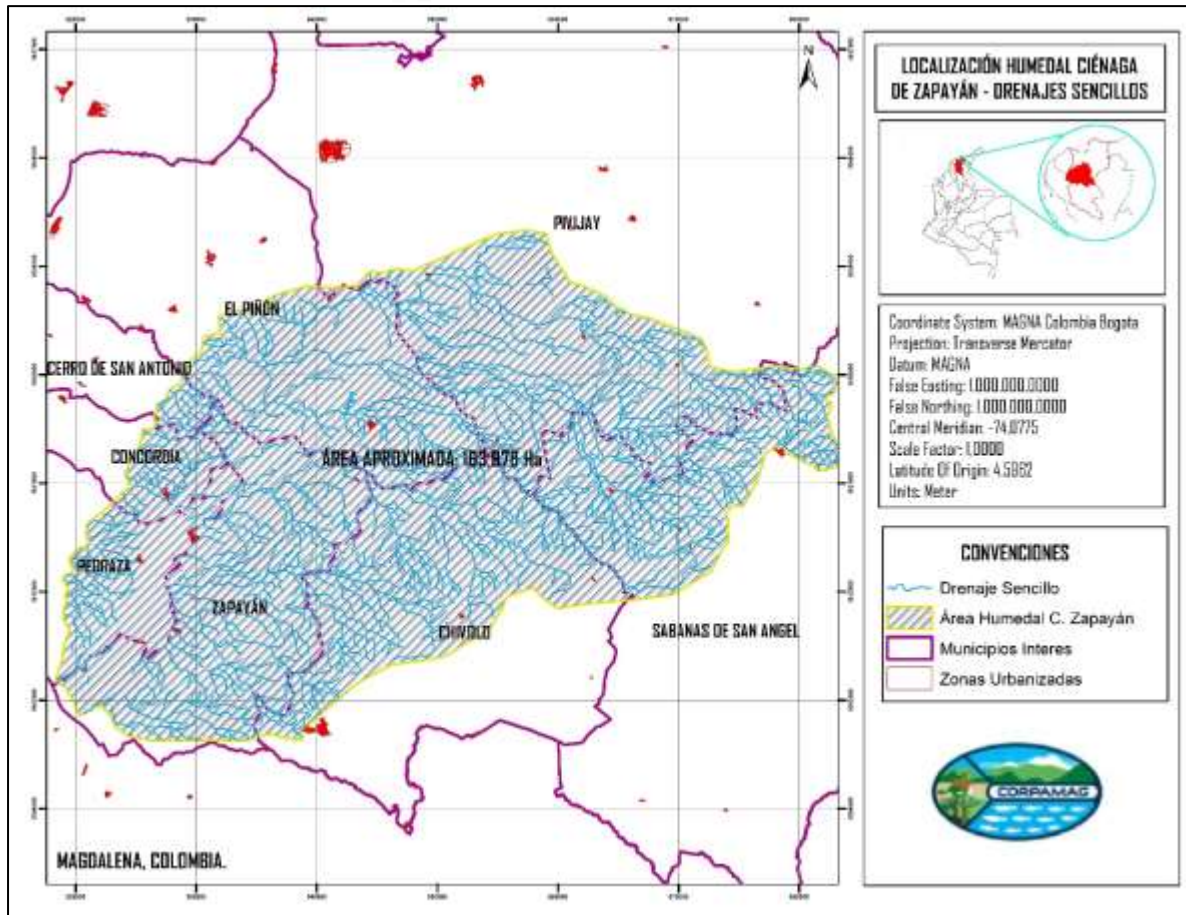 LOCALIZACIÓN HUMEDAL CIÉNAGA
DE ZAPAYÁN - DRENAJES SENCILLOS
N
PIVIJAY
EL PIÑON
CERRO DE SAN ANTONIO
CONCORDIA
ÁREA APROXIMADA: 163.878 Ha
PEDRAZA
ZAPAYÁN
CHIVOLO
SABANAS DE SAN ANGEL
MAGDALENA, COLOMBIA.
Coordinate System: MAGNA Colombia Bogota
Projection: Transverse Mercator
Datum: MAGNA
False Easting: 1.000.000,0000
False Northing: 1.000.000,0000
Central Meridian: -74,0775
Scale Factor: 1,0000
Latitude Of Origin: 4,5962
Units: Meter
CONVENCIONES
Drenaje Sencillo
Área Humedal C. Zapayán
Municipios Interes
Zonas Urbanizadas
CORPAMAG